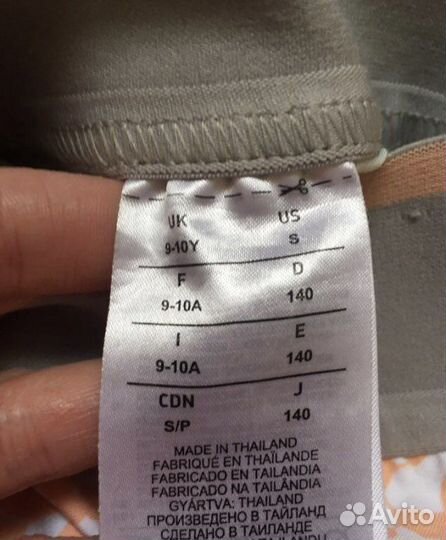 UK US
9-10Y S
F D
9-10A 140
I E
9-10A 140
CDN J
S/P 140
MADE IN THAILAND
FABRIQUÉ EN THAÏLANDE
FABRICADO EN TAILANDIA
FABRICADO NA TAILÂNDIA
GYÁRTVA: THAILAND
ПРОИЗВЕДЕНО В ТАИЛАНД
СДЕЛАНО В ТАИЛАНДЕ
Avito